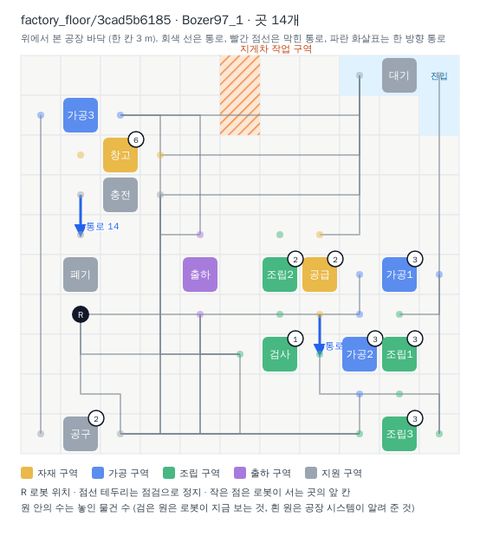 factory_floor/3cad5b6185 · Bozer97_1 · 곳 14개
위에서 본 공장 바닥 (한 칸 3 m). 회색 선은 통로, 빨간 점선은 막힌 통로, 파란 화살표는 한 방향 통로
지게차 작업 구역
대기
가공3
6
창고
충전
통로 14
폐기
출하
2
조립2
2
공급
3
가공1
R
1
검사
통로
3
가공2
3
조립1
2
공구
3
조립3
자재 구역
가공 구역
조립 구역
출하 구역
지원 구역
R 로봇 위치 · 점선 테두리는 점검으로 정지 · 작은 점은 로봇이 서는 곳의 앞 칸
원 안의 수는 놓인 물건 수 (검은 원은 로봇이 지금 보는 것, 흰 원은 공장 시스템이 알려 준 것)